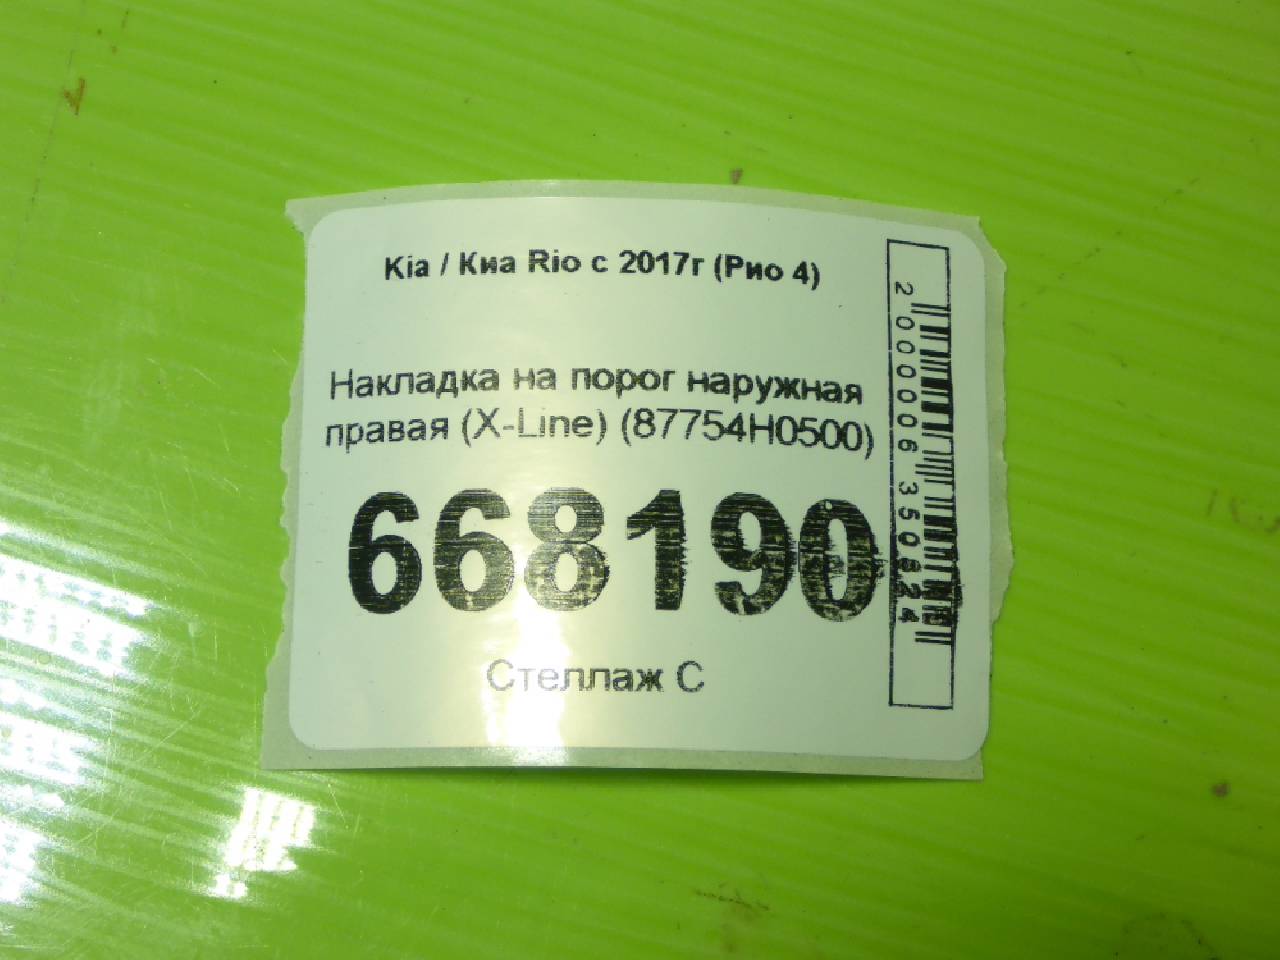 Kia / Киа Rio с 2017г (Рио 4)
Накладка на порог наружная
правая (X-Line) (87754H0500)
668190
Стеллаж С
2000006350824